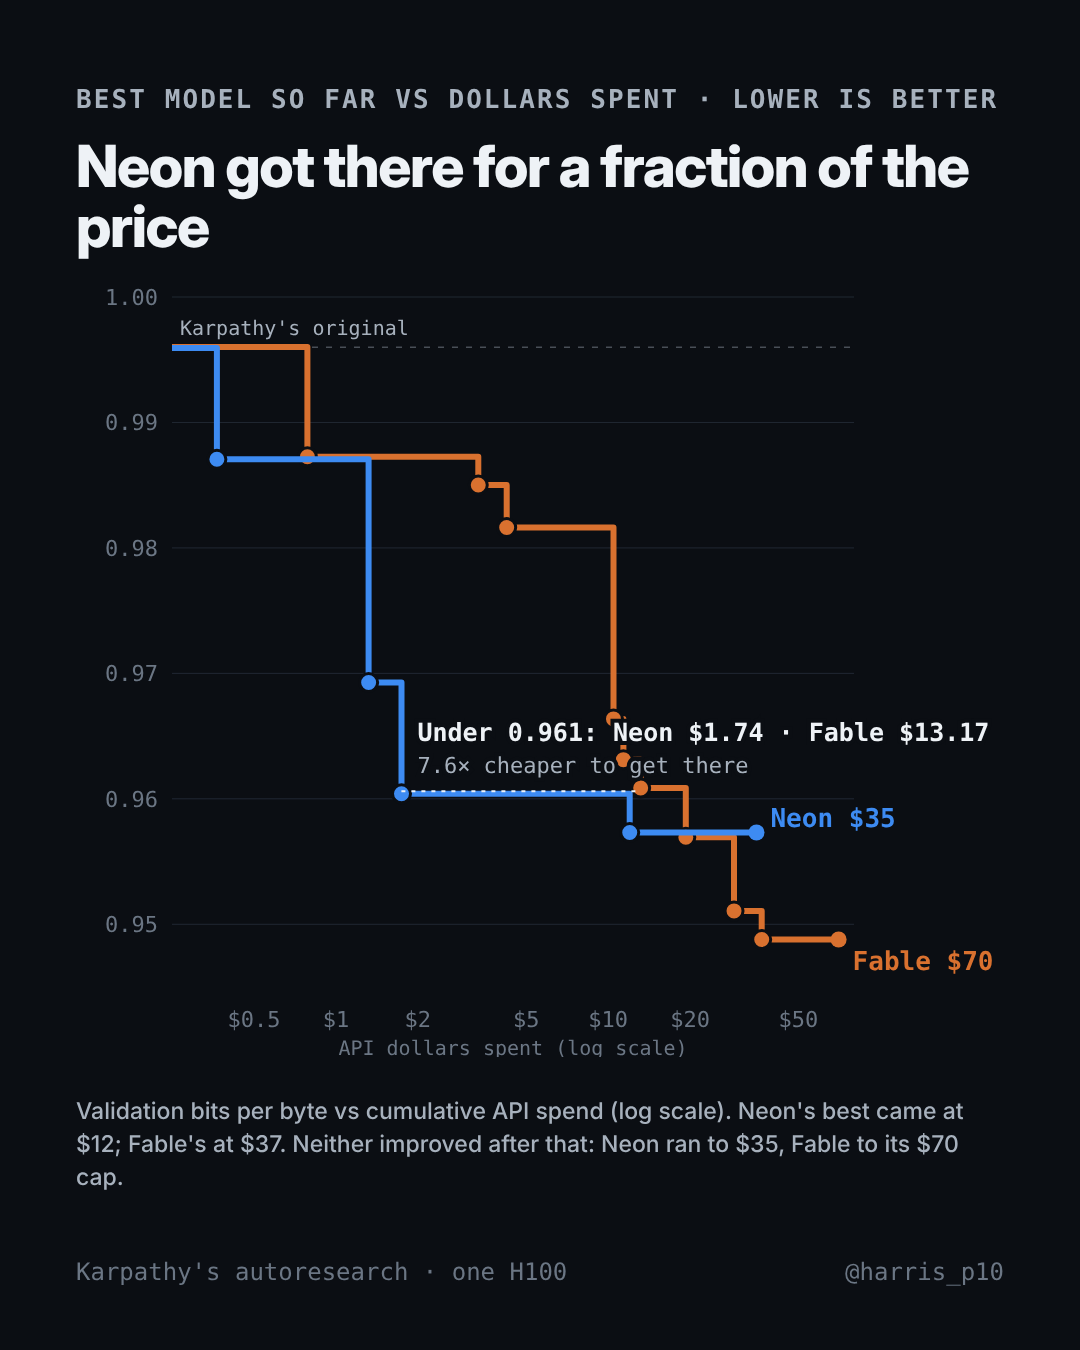 BEST MODEL SO FAR VS DOLLARS SPENT · LOWER IS BETTER
Neon got there for a fraction of the
price
1.00
Karpathy's original
0.99
0.98
0.97
Under 0.961: Neon $1.74 · Fable $13.17
7.6× cheaper to get there
0.96
Neon $35
0.95
Fable $70
$0.5 $1 $2 $5 $10 $20 $50
API dollars spent (log scale)
Validation bits per byte vs cumulative API spend (log scale). Neon's best came at
$12; Fable's at $37. Neither improved after that: Neon ran to $35, Fable to its $70
cap.
Karpathy's autoresearch · one H100
@harris_p10